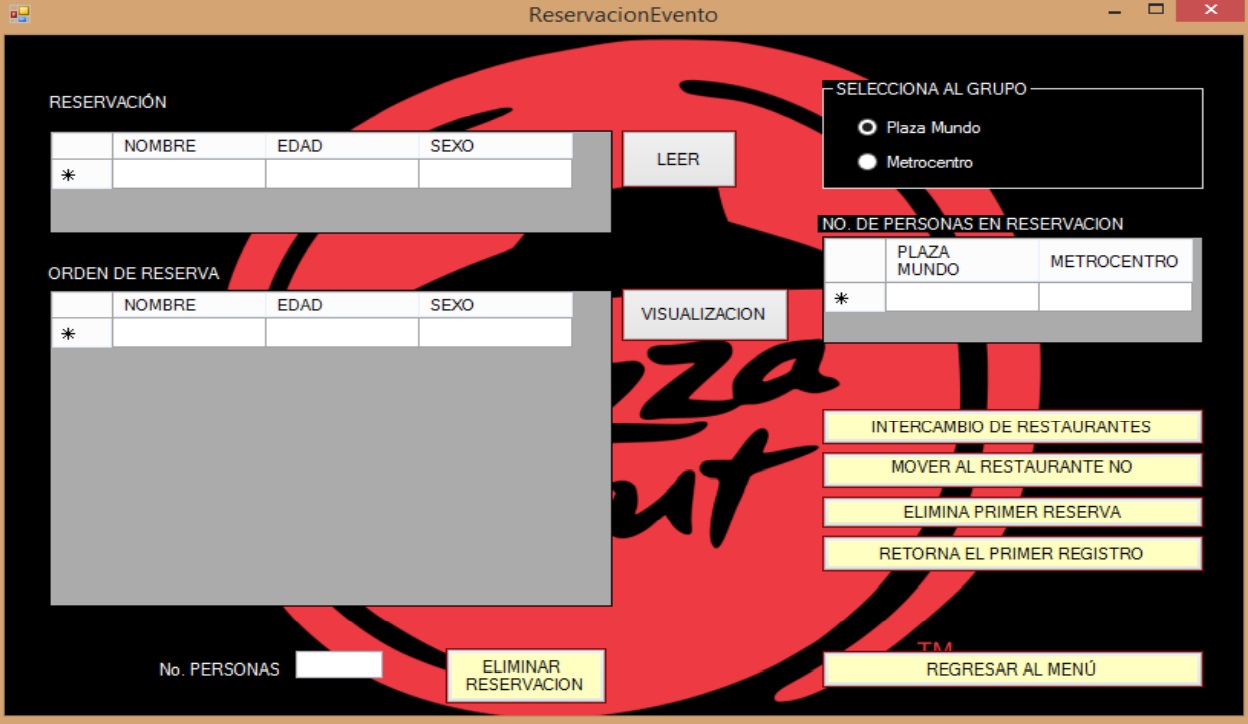 ReservacionEvento
RESERVACIÓN
NOMBRE EDAD SEXO
LEER
SELECCIONA AL GRUPO
Plaza Mundo
Metrocentro
NO. DE PERSONAS EN RESERVACION
PLAZA
MUNDO
METROCENTRO
ORDEN DE RESERVA
NOMBRE EDAD SEXO
VISUALIZACION
zza
ut
INTERCAMBIO DE RESTAURANTES
MOVER AL RESTAURANTE NO
ELIMINA PRIMER RESERVA
RETORNA EL PRIMER REGISTRO
TM
No. PERSONAS
ELIMINAR
RESERVACION
REGRESAR AL MENÚ